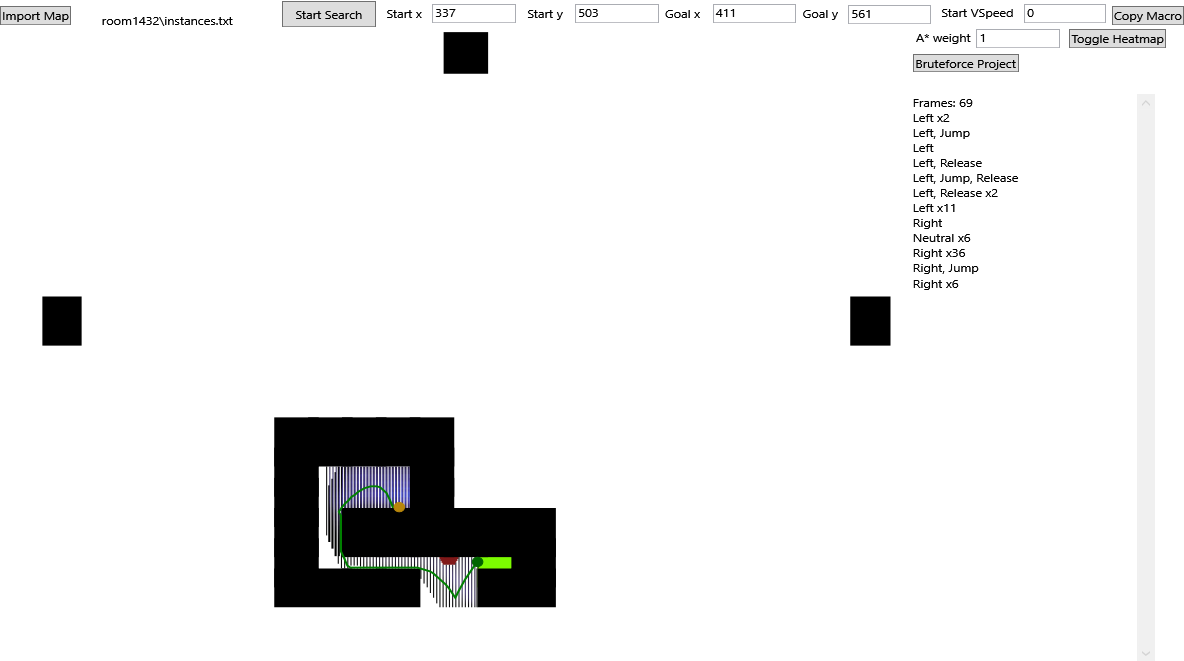 Import Map
room1432\instances.txt
Start Search
Start x 337
Start y 503
Goal x 411
Goal y 561
Start VSpeed 0
Copy Macro
A* weight 1
Toggle Heatmap
Bruteforce Project
Frames: 69
Left x2
Left, Jump
Left
Left, Release
Left, Jump, Release
Left, Release x2
Left x11
Right
Neutral x6
Right x36
Right, Jump
Right x6